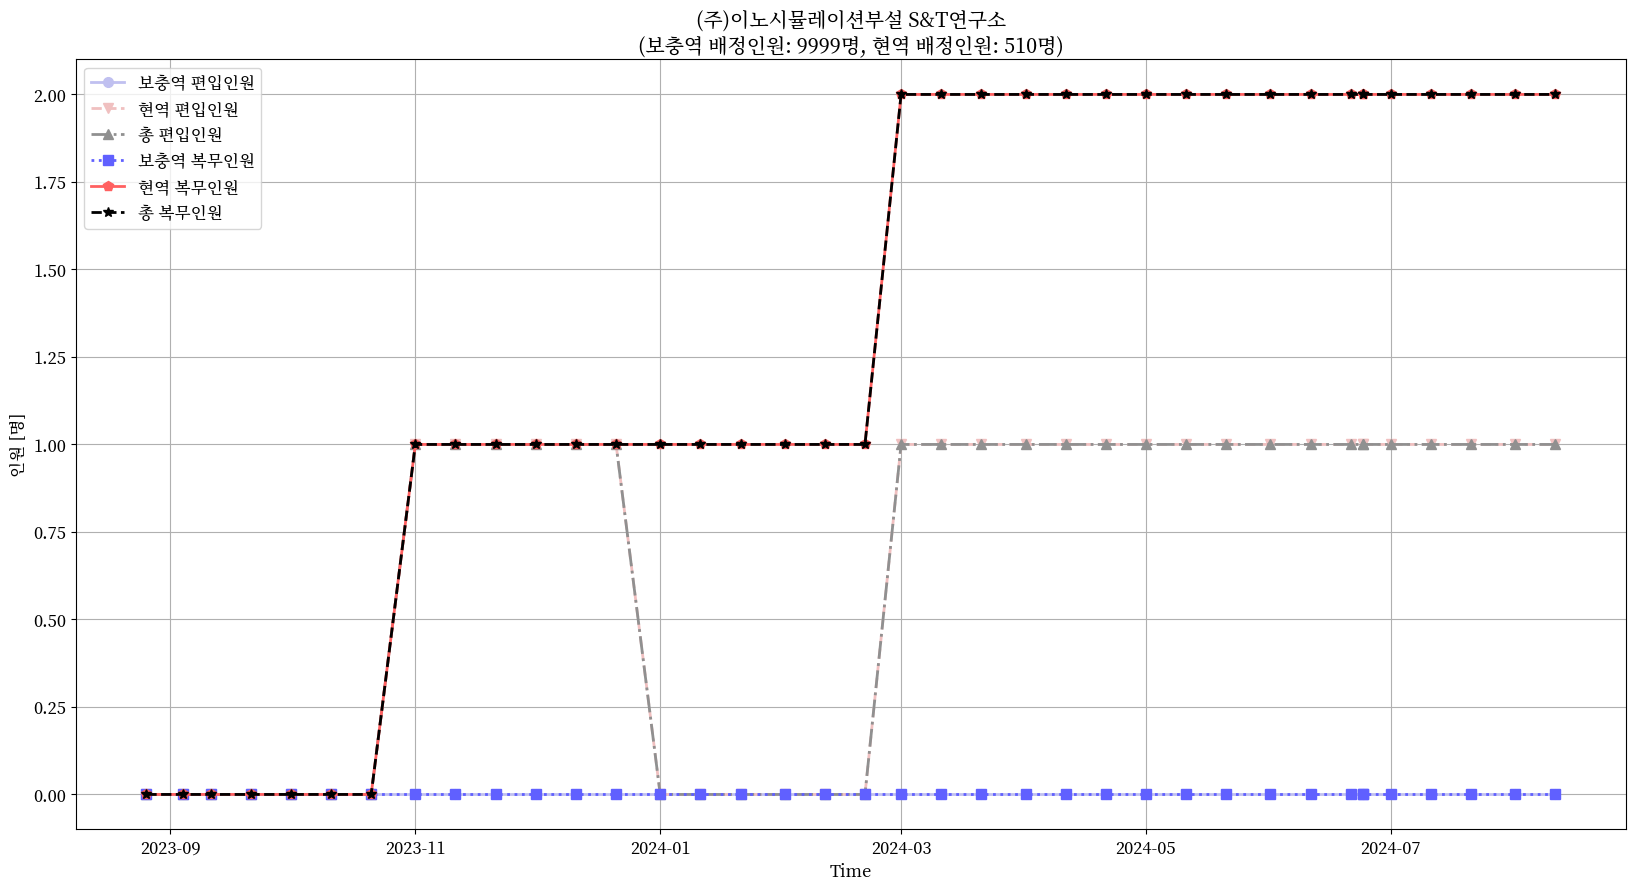 (주)이노시뮬레이션부설 S&T연구소
(보충역 배정인원: 9999명, 현역 배정인원: 510명)
보충역 편입인원
현역 편입인원
총 편입인원
보충역 복무인원
현역 복무인원
총 복무인원
2.00
1.75
1.50
1.25
1.00
0.75
0.50
0.25
0.00
인원 [명]
2023-09 2023-11 2024-01 2024-03 2024-05 2024-07
Time